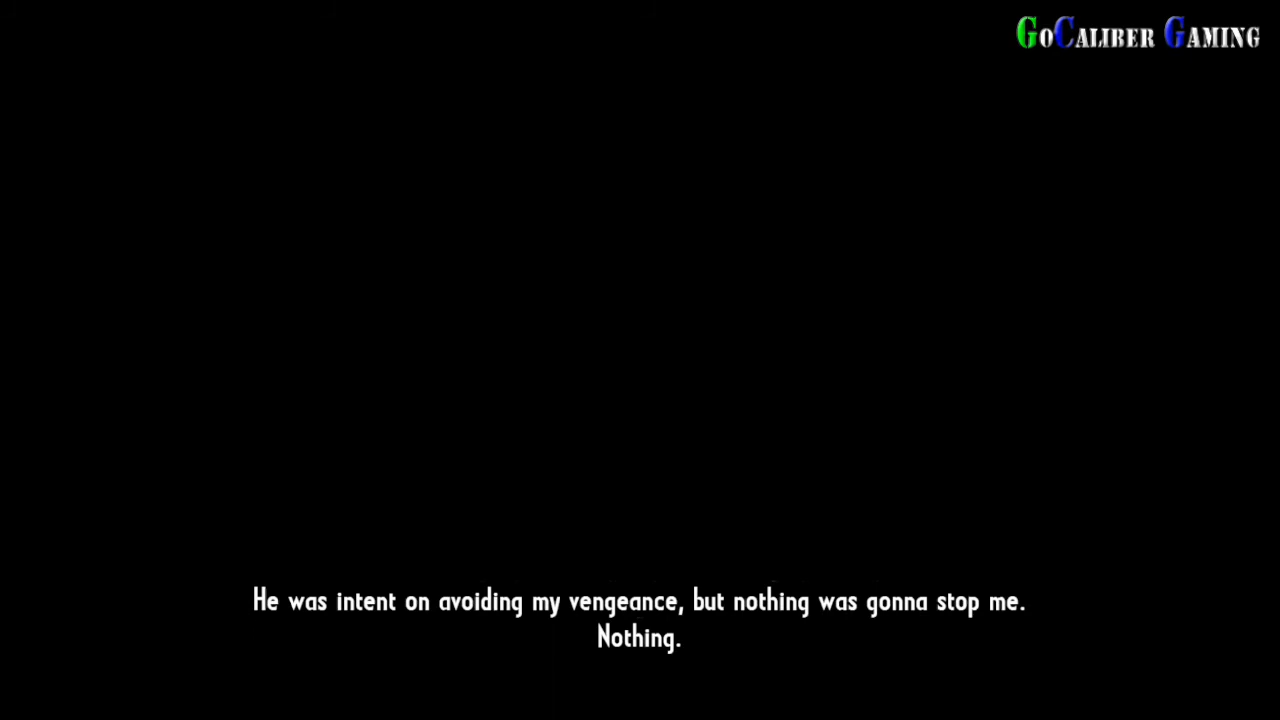 GoCaliber Gaming
He was intent on avoiding my vengeance, but nothing was gonna stop me.
Nothing.